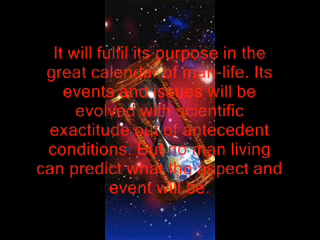 It will fulfil its purpose in the
great calendar of man-life. Its
events and issues will be
evolved with scientific
exactitude out of antecedent
conditions. But no man living
can predict what the aspect and
event will be.